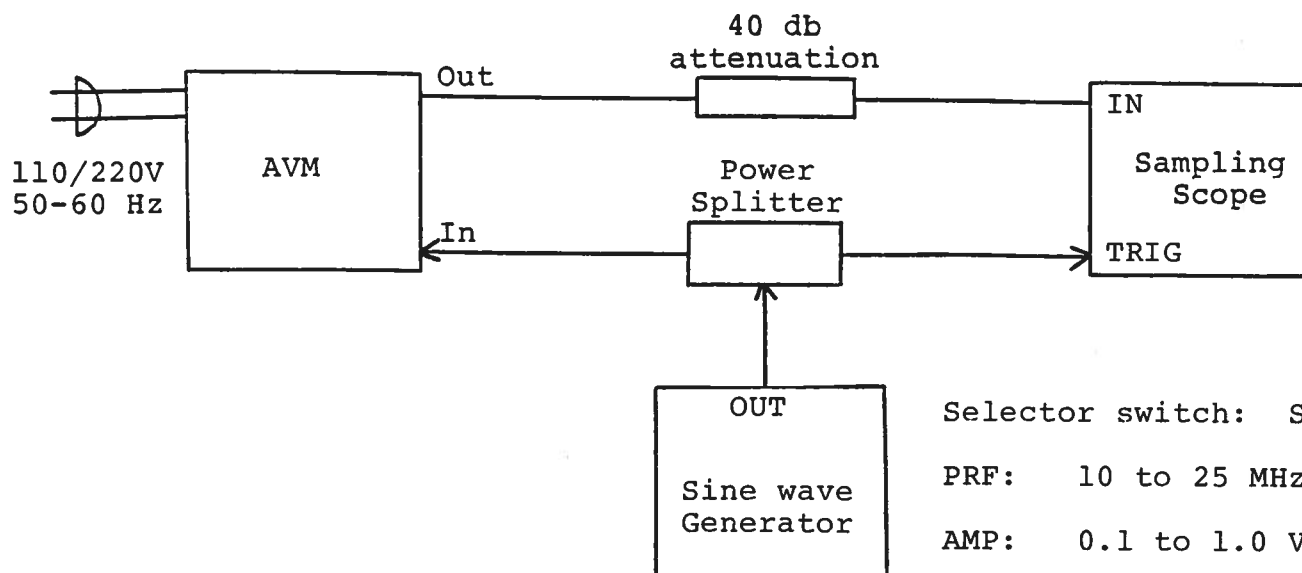 40 db
attenuation
Out
IN
AVM
110/220V
50-60 Hz
Sampling
Scope
Power
Splitter
In
TRIG
OUT
Sine wave
Generator
Selector switch: S
PRF: 10 to 25 MHz
AMP: 0.1 to 1.0 V